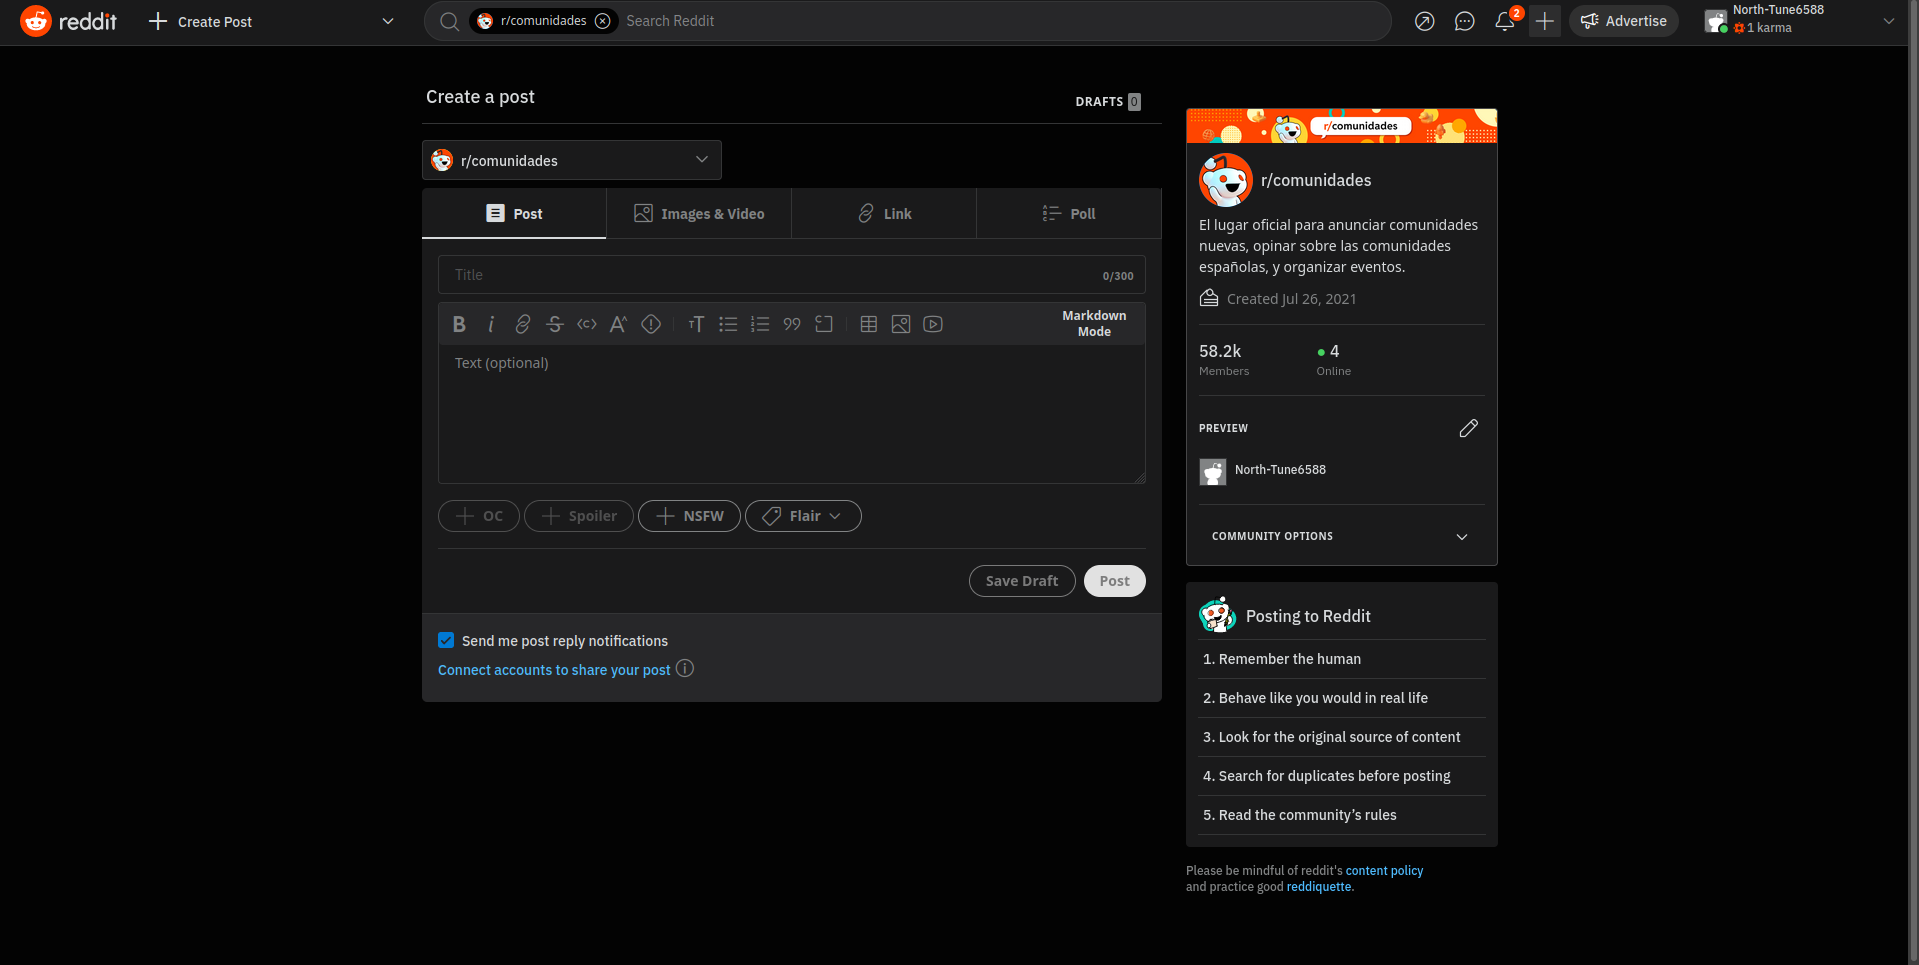 reddit
Create Post
r/comunidades
Search Reddit
2
Advertise
North-Tune6588
1 karma
Create a post
DRAFTS 0
r/comunidades
Post
Images & Video
Link
Poll
Title
0/300
Markdown
Mode
Text (optional)
OC
Spoiler
NSFW
Flair
Save Draft
Post
Send me post reply notifications
Connect accounts to share your post
r/comunidades
r/comunidades
El lugar oficial para anunciar comunidades
nuevas, opinar sobre las comunidades
españolas, y organizar eventos.
Created Jul 26, 2021
58.2k
4
Members
Online
PREVIEW
North-Tune6588
COMMUNITY OPTIONS
Posting to Reddit
1. Remember the human
2. Behave like you would in real life
3. Look for the original source of content
4. Search for duplicates before posting
5. Read the community’s rules
Please be mindful of reddit's content policy
and practice good reddiquette.